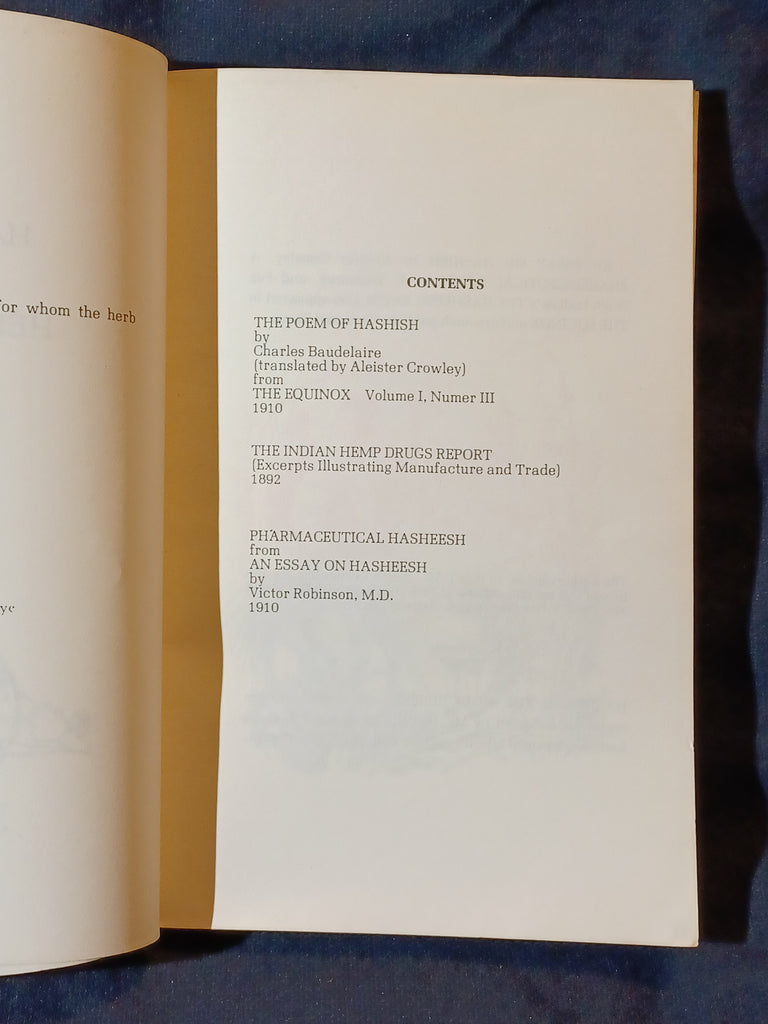 for whom the herb
CONTENTS
THE POEM OF HASHISH
by
Charles Baudelaire
(translated by Aleister Crowley)
from
THE EQUINOX Volume I, Numer III
1910
THE INDIAN HEMP DRUGS REPORT
(Excerpts Illustrating Manufacture and Trade)
1892
PHARMACEUTICAL HASHEESH
from
AN ESSAY ON HASHEESH
by
Victor Robinson, M.D.
1910